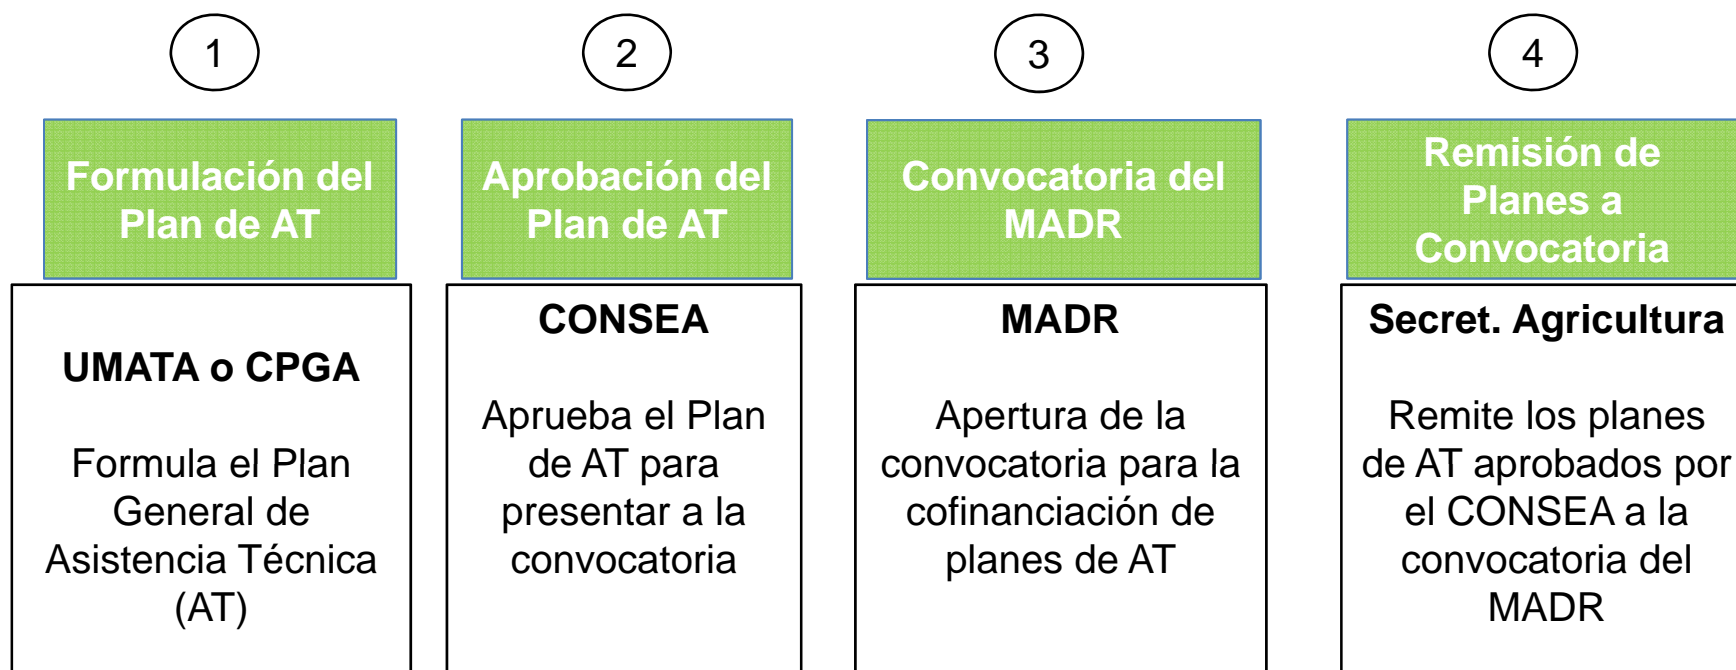 1
Formulación del
Plan de AT
UMATA o CPGA
Formula el Plan
General de
Asistencia Técnica
(AT)
2
Aprobación del
Plan de AT
CONSEA
Aprueba el Plan
de AT para
presentar a la
convocatoria
3
Convocatoria del
MADR
MADR
Apertura de la
convocatoria para la
cofinanciación de
planes de AT
4
Remisión de
Planes a
Convocatoria
Secret. Agricultura
Remite los planes
de AT aprobados por
el CONSEA a la
convocatoria del
MADR